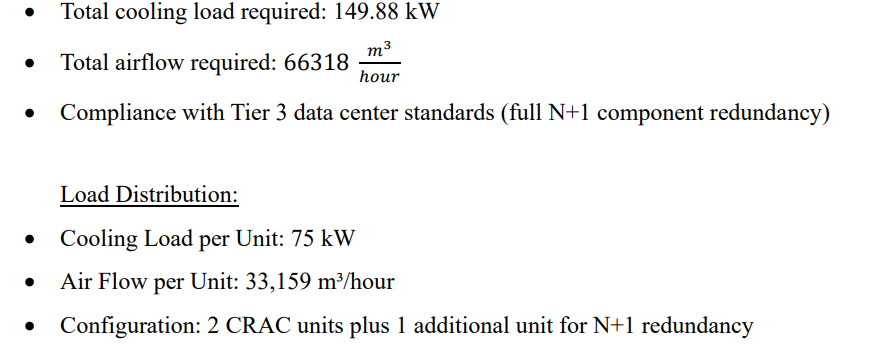 • Total cooling load required: 149.88 kW
• Total airflow required: 66318 m³/hour
• Compliance with Tier 3 data center standards (full N+1 component redundancy)
Load Distribution:
• Cooling Load per Unit: 75 kW
• Air Flow per Unit: 33,159 m³/hour
• Configuration: 2 CRAC units plus 1 additional unit for N+1 redundancy